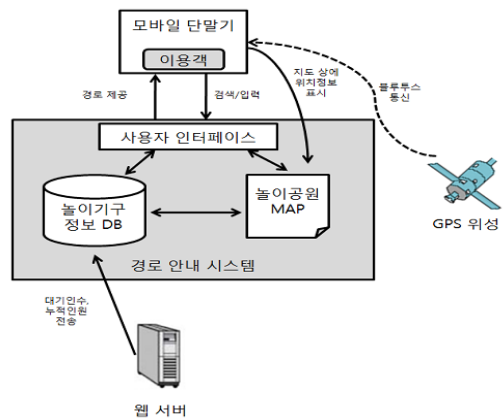 모바일 단말기
이용객
경로 제공
검색/입력
지도 상에
위치정보
표시
블루투스
통신
사용자 인터페이스
놀이기구
정보 DB
놀이공원
MAP
GPS 위성
경로 안내 시스템
대기인수,
누적인원
전송
웹 서버